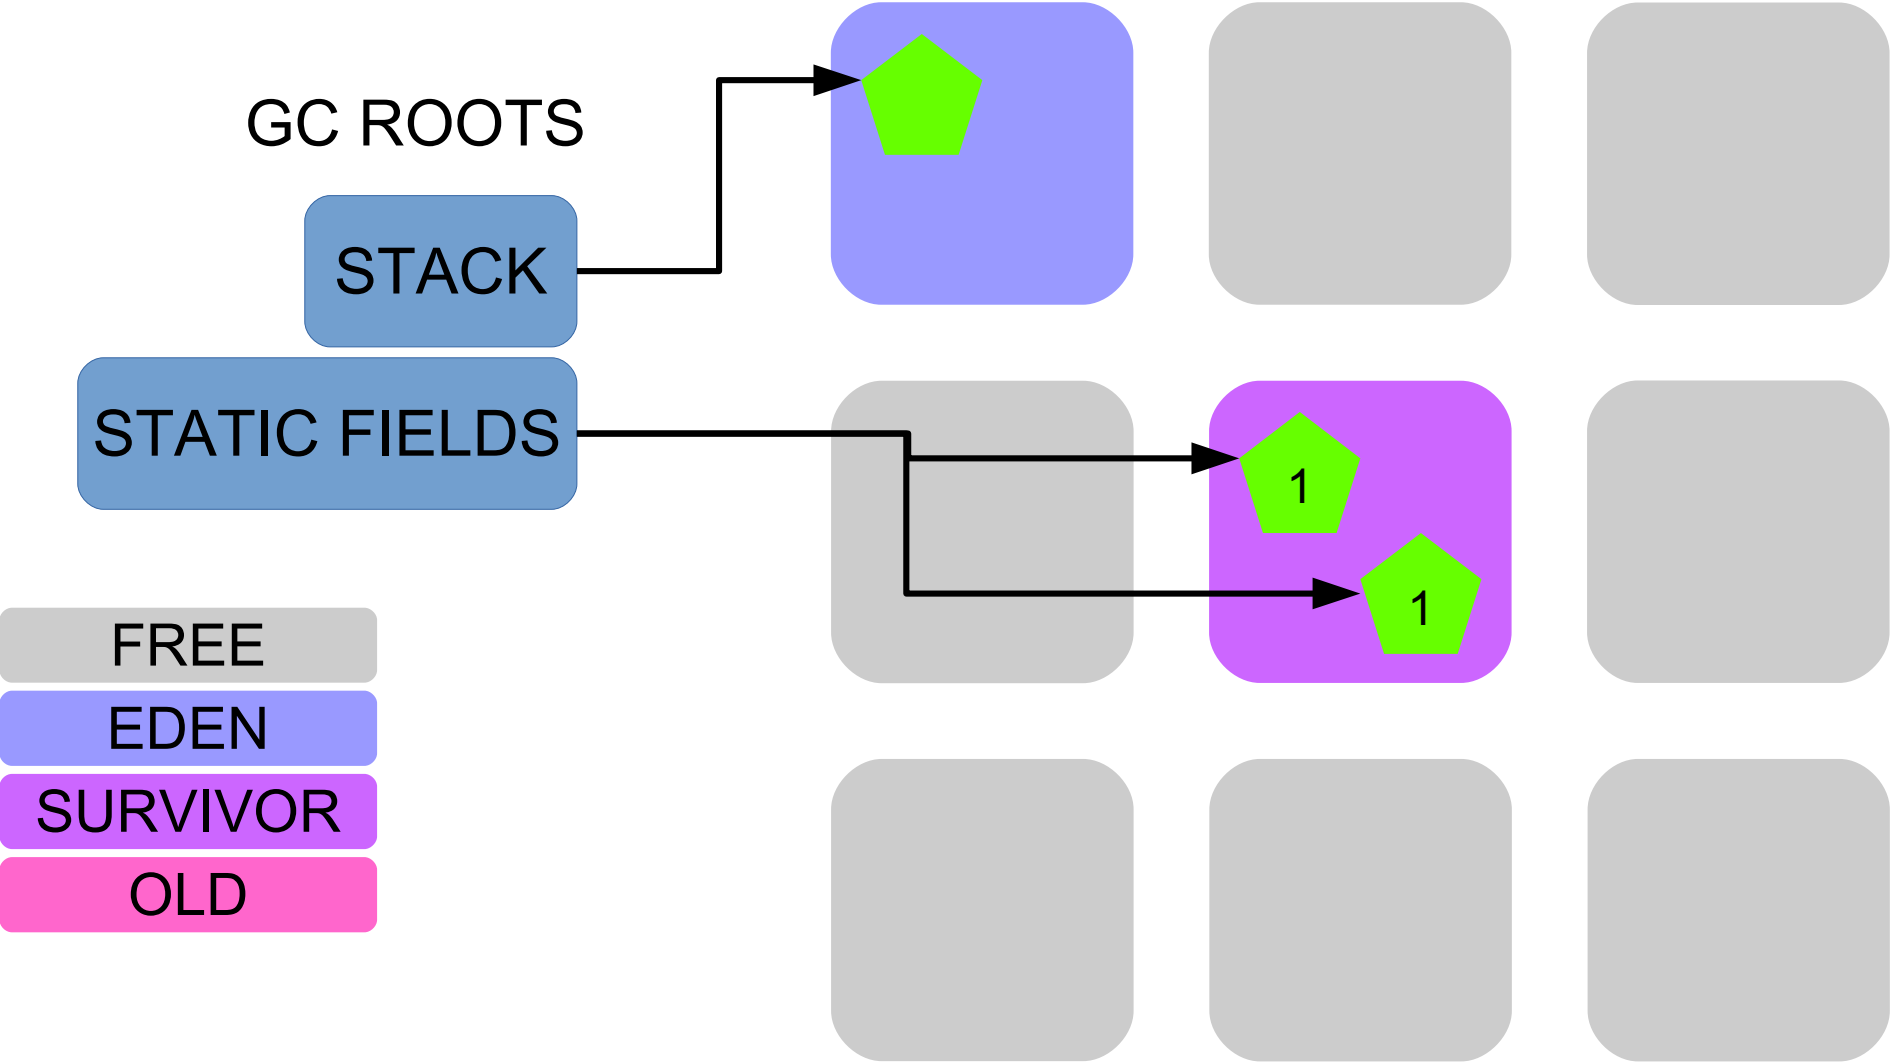 GC ROOTS
STACK
STATIC FIELDS
1
1
FREE
EDEN
SURVIVOR
OLD